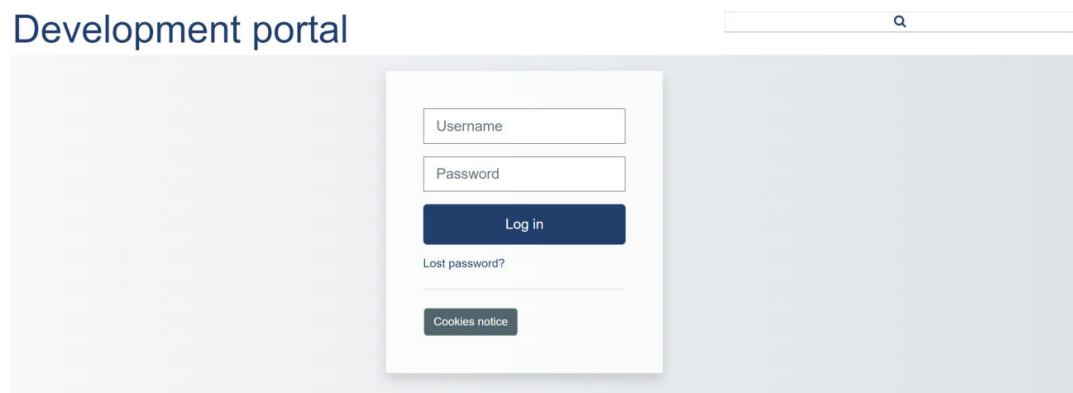 Development portal
Username
Password
Log in
Lost password?
Cookies notice